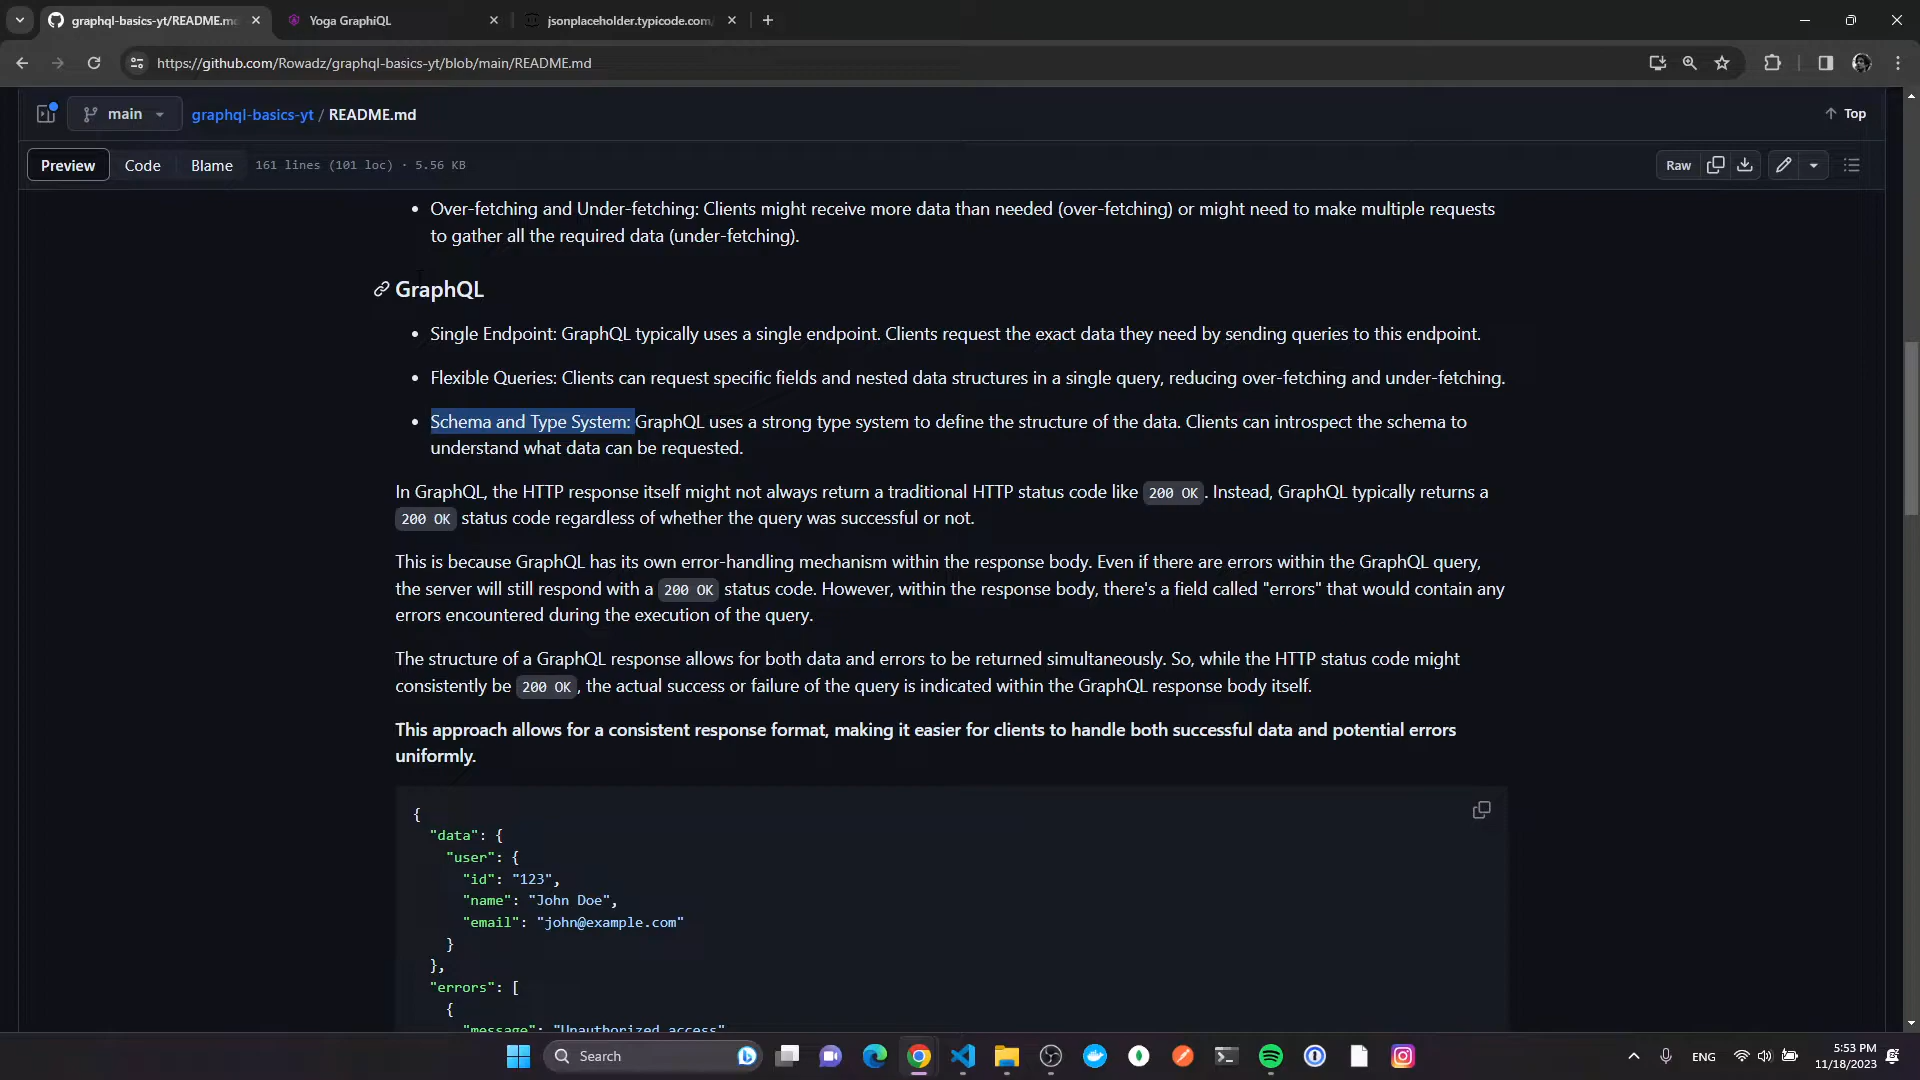 graphql-basics-yt/README.md
Yoga GraphiQL
jsonplaceholder.typicode.com
https://github.com/Rowadz/graphql-basics-yt/blob/main/README.md
main
graphql-basics-yt / README.md
Top
Preview
Code
Blame
161 lines (101 loc) · 5.56 KB
Raw
• Over-fetching and Under-fetching: Clients might receive more data than needed (over-fetching) or might need to make multiple requests
to gather all the required data (under-fetching).
GraphQL
• Single Endpoint: GraphQL typically uses a single endpoint. Clients request the exact data they need by sending queries to this endpoint.
• Flexible Queries: Clients can request specific fields and nested data structures in a single query, reducing over-fetching and under-fetching.
• Schema and Type System: GraphQL uses a strong type system to define the structure of the data. Clients can introspect the schema to
understand what data can be requested.
In GraphQL, the HTTP response itself might not always return a traditional HTTP status code like 200 OK. Instead, GraphQL typically returns a
200 OK status code regardless of whether the query was successful or not.
This is because GraphQL has its own error-handling mechanism within the response body. Even if there are errors within the GraphQL query,
the server will still respond with a 200 OK status code. However, within the response body, there's a field called "errors" that would contain any
errors encountered during the execution of the query.
The structure of a GraphQL response allows for both data and errors to be returned simultaneously. So, while the HTTP status code might
consistently be 200 OK, the actual success or failure of the query is indicated within the GraphQL response body itself.
This approach allows for a consistent response format, making it easier for clients to handle both successful data and potential errors
uniformly.
{
"data": {
"user": {
"id": "123",
"name": "John Doe",
"email": "john@example.com"
}
},
"errors": [
{
"message": "Unauthorized access"
Search
ENG
5:53 PM
11/18/2023